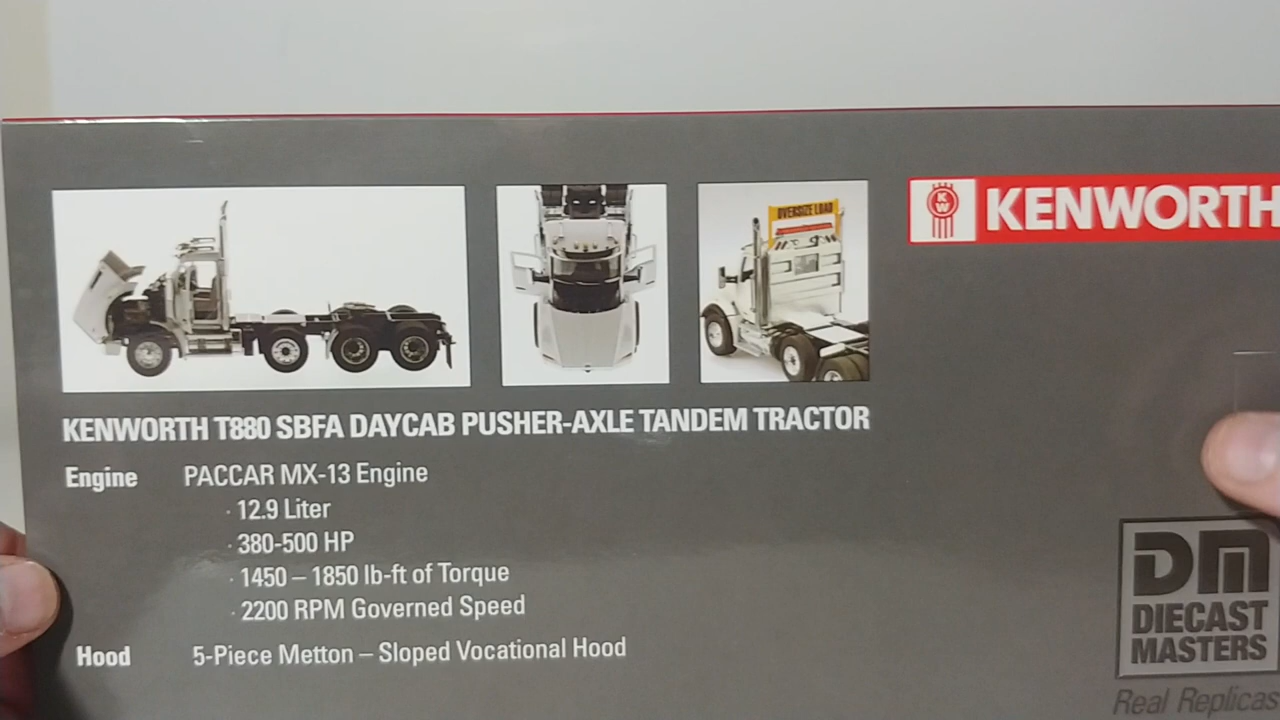 OVERSIZE LOAD
KW
KENWORTH
KENWORTH T880 SBFA DAYCAB PUSHER-AXLE TANDEM TRACTOR
Engine PACCAR MX-13 Engine
· 12.9 Liter
· 380-500 HP
· 1450 – 1850 lb-ft of Torque
· 2200 RPM Governed Speed
Hood 5-Piece Metton – Sloped Vocational Hood
DM
DIECAST
MASTERS
Real Replicas